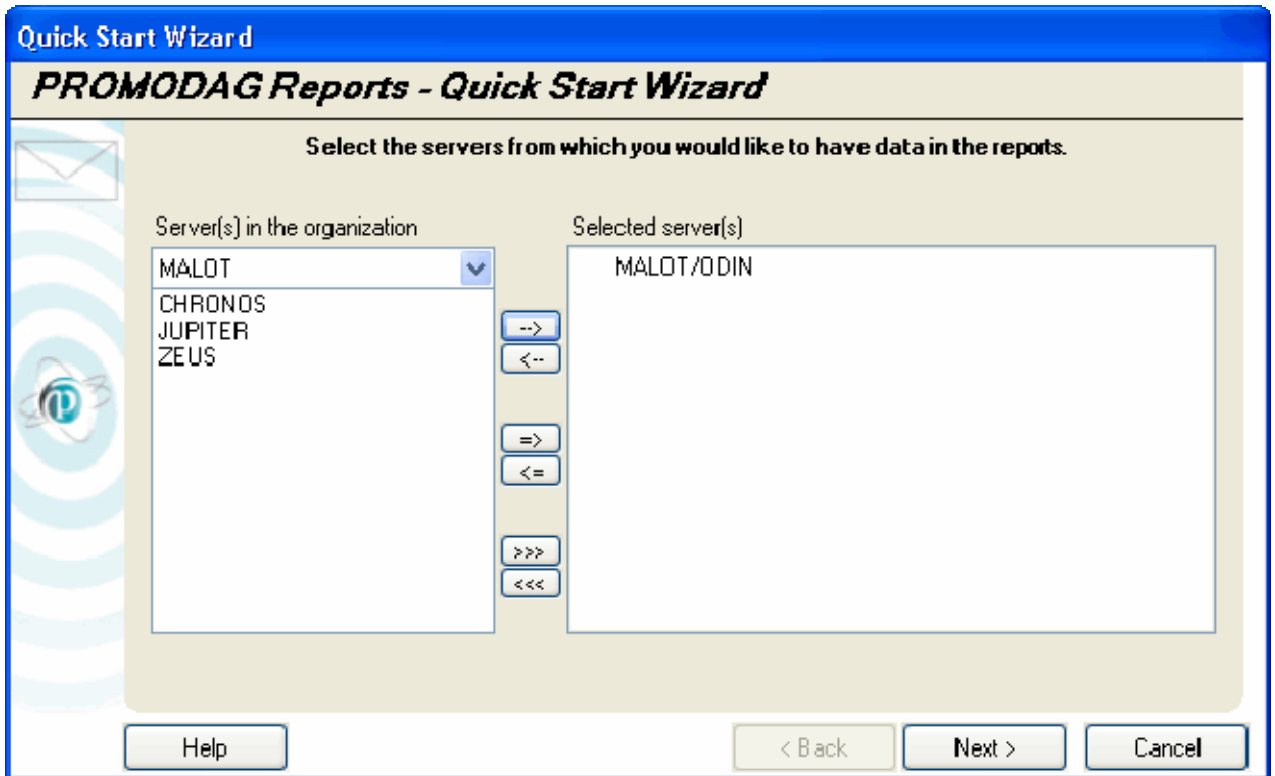 Quick Start Wizard
PROMODAG Reports - Quick Start Wizard
Select the servers from which you would like to have data in the reports.
Server(s) in the organization
Selected server(s)
MALOT
MALOT/ODIN
CHRONOS
JUPITER
ZEUS
-->
<--
=>
<=
>>>
<<<
p
Help
< Back
Next >
Cancel